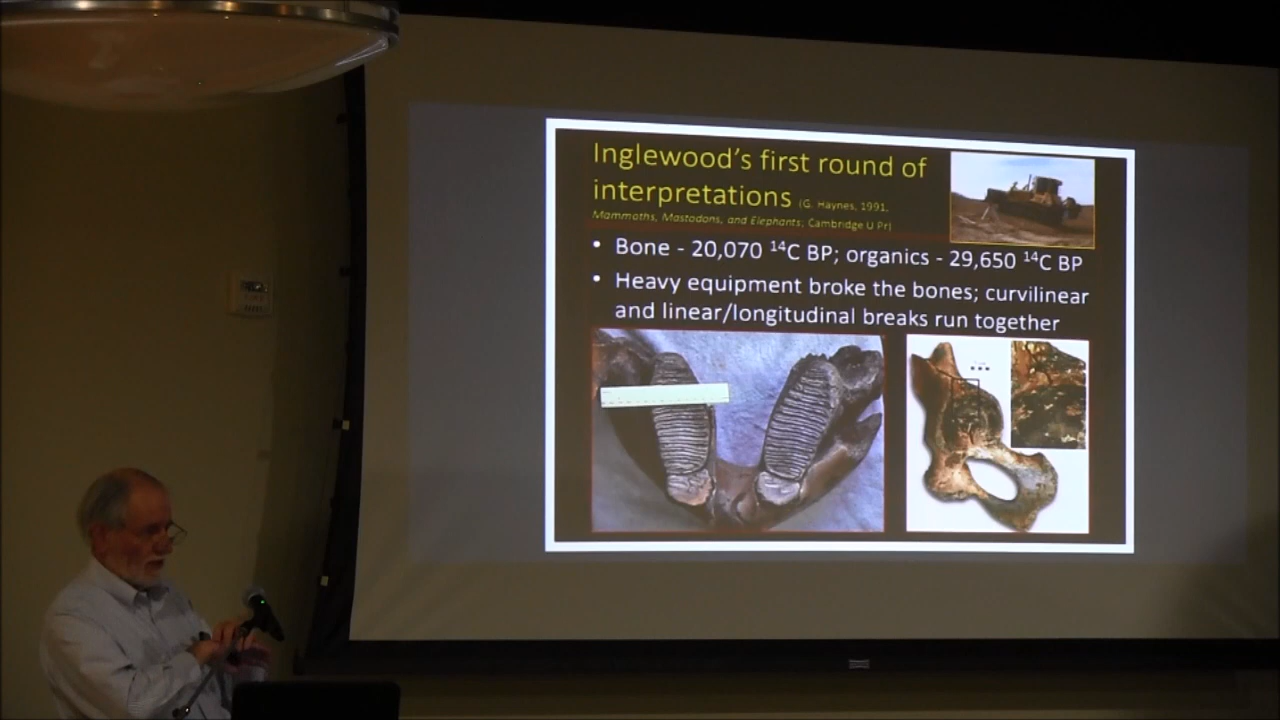 Inglewood's first round of
interpretations (G. Haynes, 1991,
Mammoths, Mastodons, and Elephants; Cambridge U Pr)
• Bone - 20,070 ¹⁴C BP; organics - 29,650 ¹⁴C BP
• Heavy equipment broke the bones; curvilinear
and linear/longitudinal breaks run together